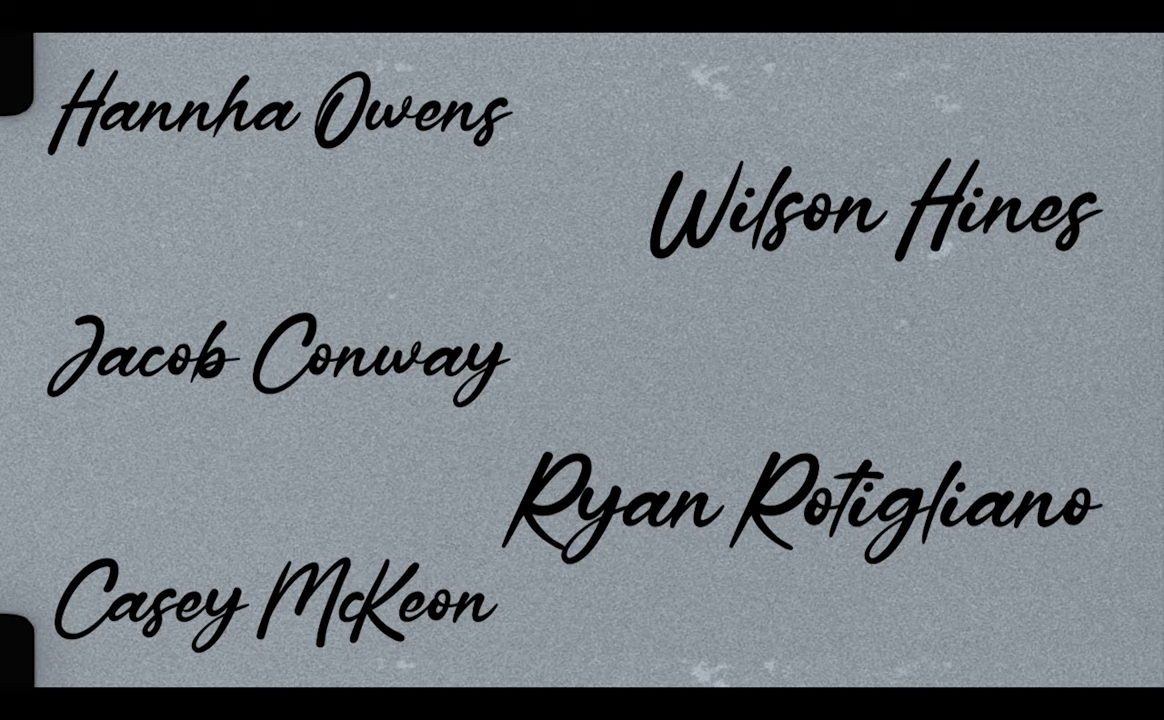 Hannha Owens
Wilson Hines
Jacob Conway
Ryan Rotigliano
Casey McKeon